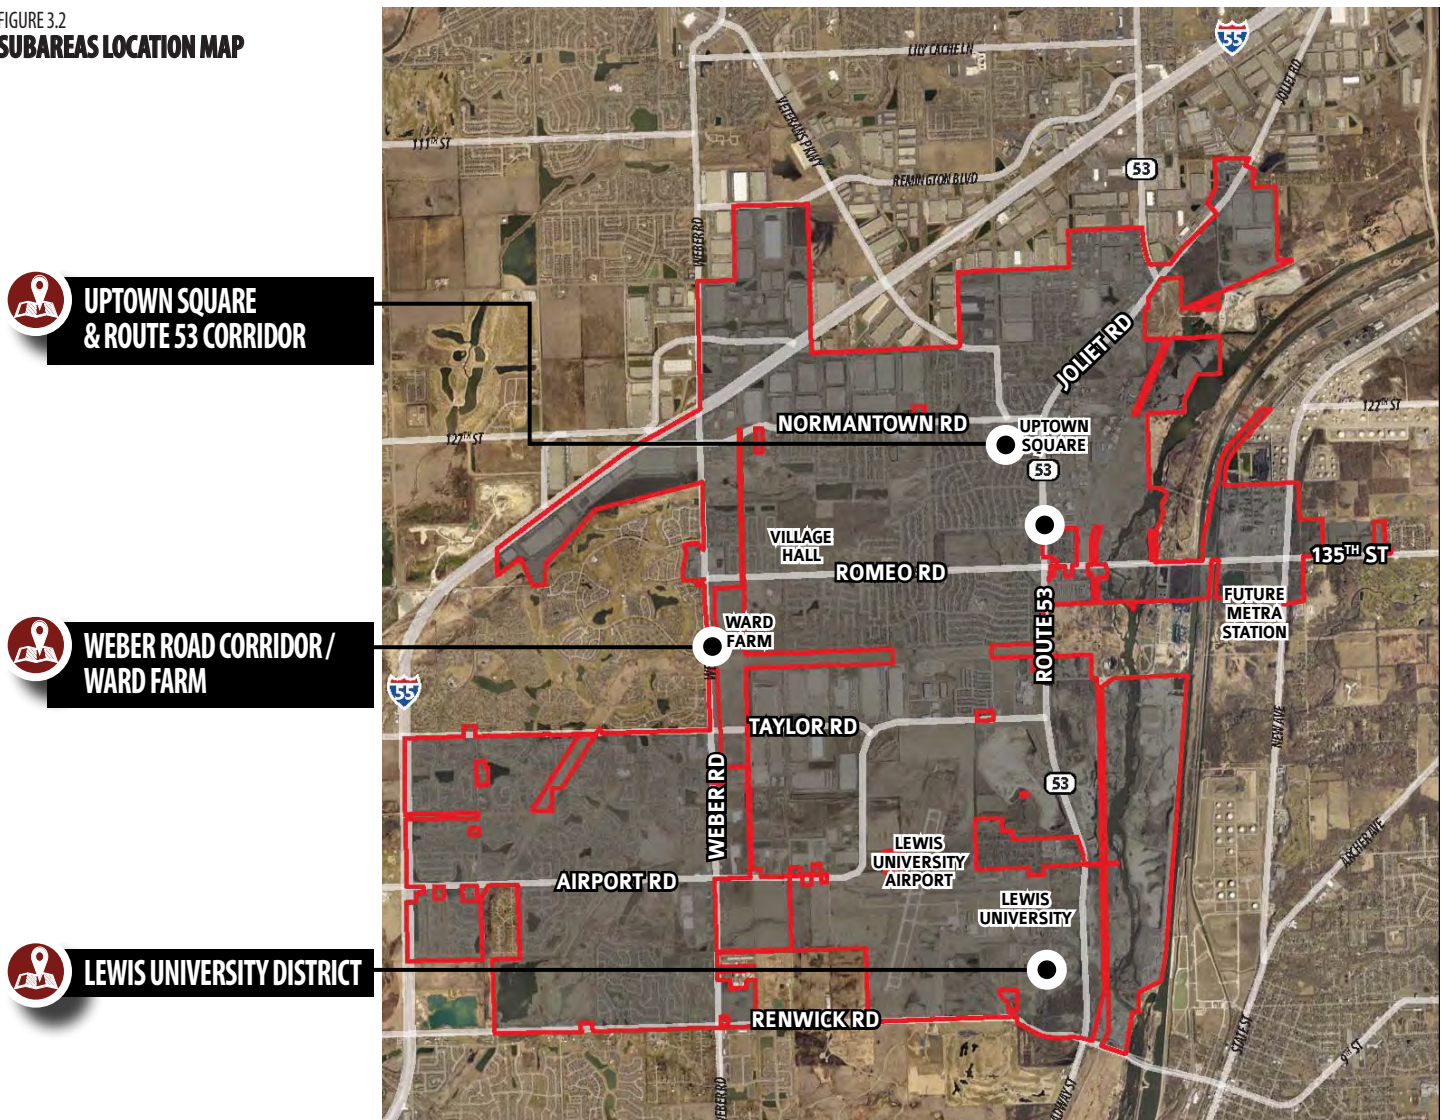 FIGURE 3.2
SUBAREAS LOCATION MAP
LILY CACHE LN
55
JOLIET RD
VETERANS PKWY
111TH ST
53
REMINGTON BLVD
WEBER RD
UPTOWN SQUARE
& ROUTE 53 CORRIDOR
JOLIET RD
NORMANTOWN RD
127TH ST
127TH ST
UPTOWN
SQUARE
53
VILLAGE
HALL
ROMEO RD
135TH ST
ROUTE 53
FUTURE
METRA
STATION
WARD
FARM
WEBER ROAD CORRIDOR /
WARD FARM
55
TAYLOR RD
NEW AVE
WEBER RD
53
LEWIS
UNIVERSITY
AIRPORT
ARCHER AVE
AIRPORT RD
LEWIS
UNIVERSITY
LEWIS UNIVERSITY DISTRICT
RENWICK RD
STATE ST
9TH ST